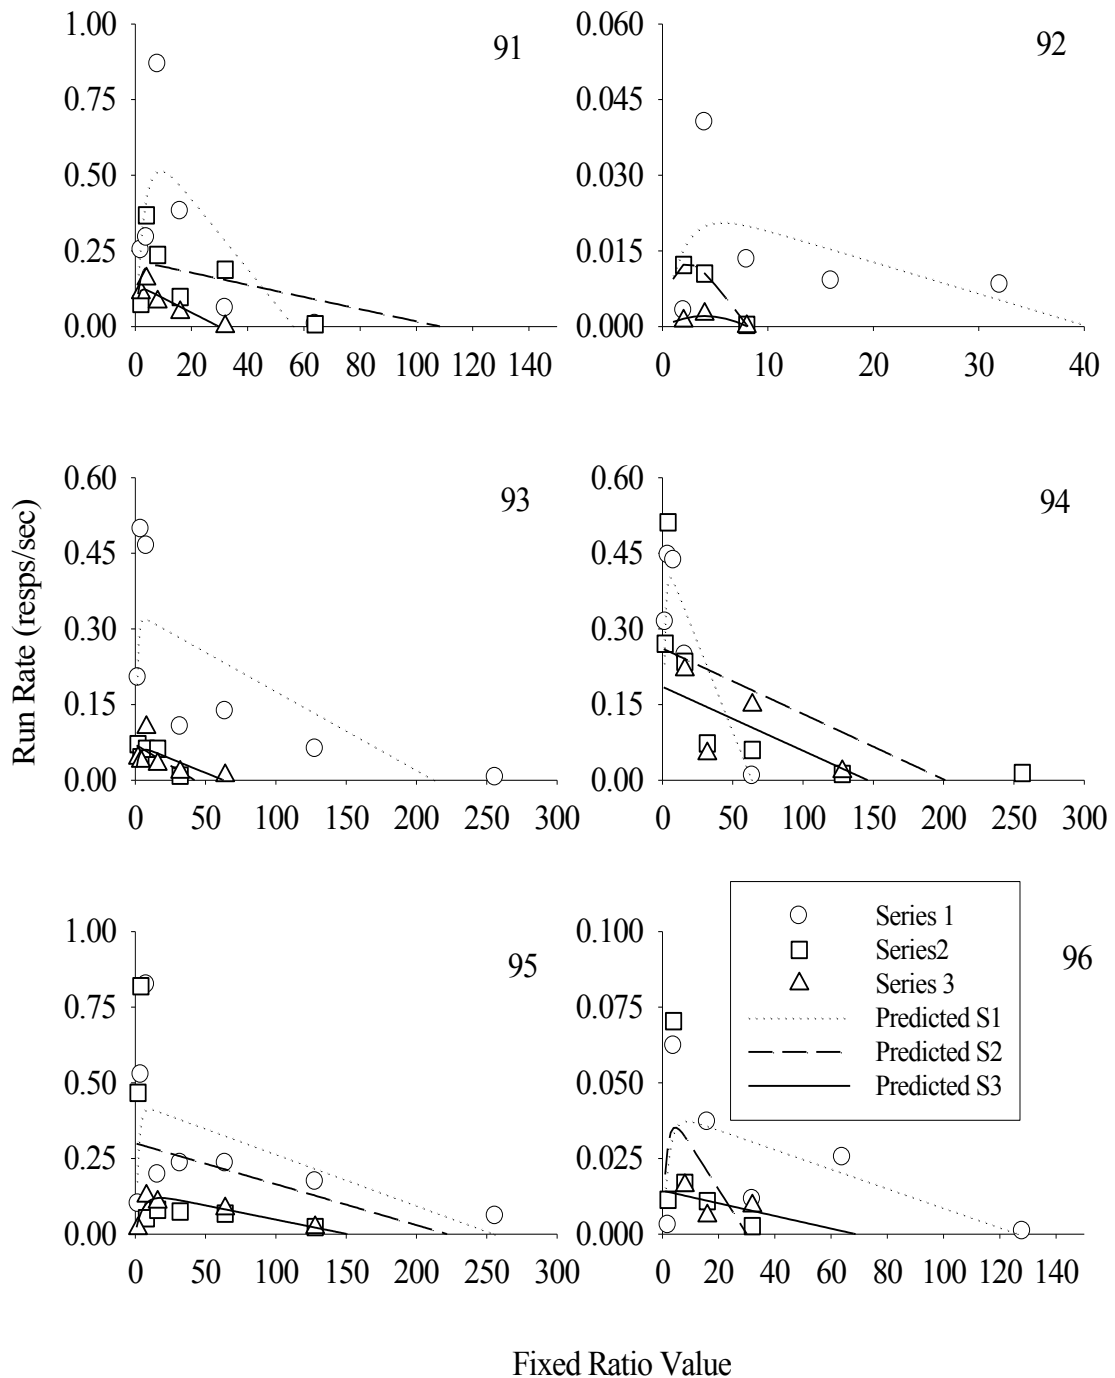 1.00
0.75
0.50
0.25
0.00
0 20 40 60 80 100 120 140
91
0.060
0.045
0.030
0.015
0.000
0 10 20 30 40
92
Run Rate (resps/sec)
0.60
0.45
0.30
0.15
0.00
0 50 100 150 200 250 300
93
0.60
0.45
0.30
0.15
0.00
0 50 100 150 200 250 300
94
1.00
0.75
0.50
0.25
0.00
0 50 100 150 200 250 300
95
0.100
0.075
0.050
0.025
0.000
0 20 40 60 80 100 120 140
96
Series 1
Series2
Series 3
Predicted S1
Predicted S2
Predicted S3
Fixed Ratio Value